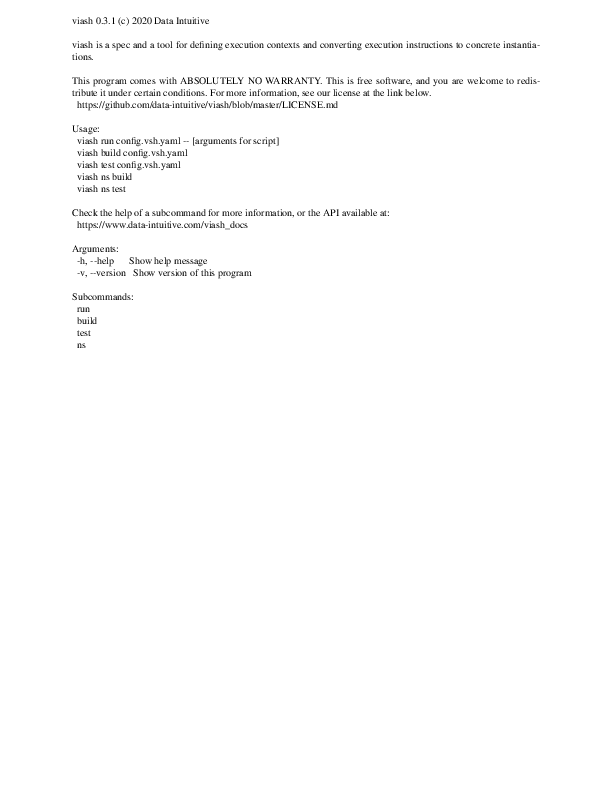 viash 0.3.1 (c) 2020 Data Intuitive
viash is a spec and a tool for defining execution contexts and converting execution instructions to concrete instantia-
tions.
This program comes with ABSOLUTELY NO WARRANTY. This is free software, and you are welcome to redis-
tribute it under certain conditions. For more information, see our license at the link below.
https://github.com/data-intuitive/viash/blob/master/LICENSE.md
Usage:
viash run config.vsh.yaml -- [arguments for script]
viash build config.vsh.yaml
viash test config.vsh.yaml
viash ns build
viash ns test
Check the help of a subcommand for more information, or the API available at:
https://www.data-intuitive.com/viash_docs
Arguments:
-h, --help Show help message
-v, --version Show version of this program
Subcommands:
run
build
test
ns